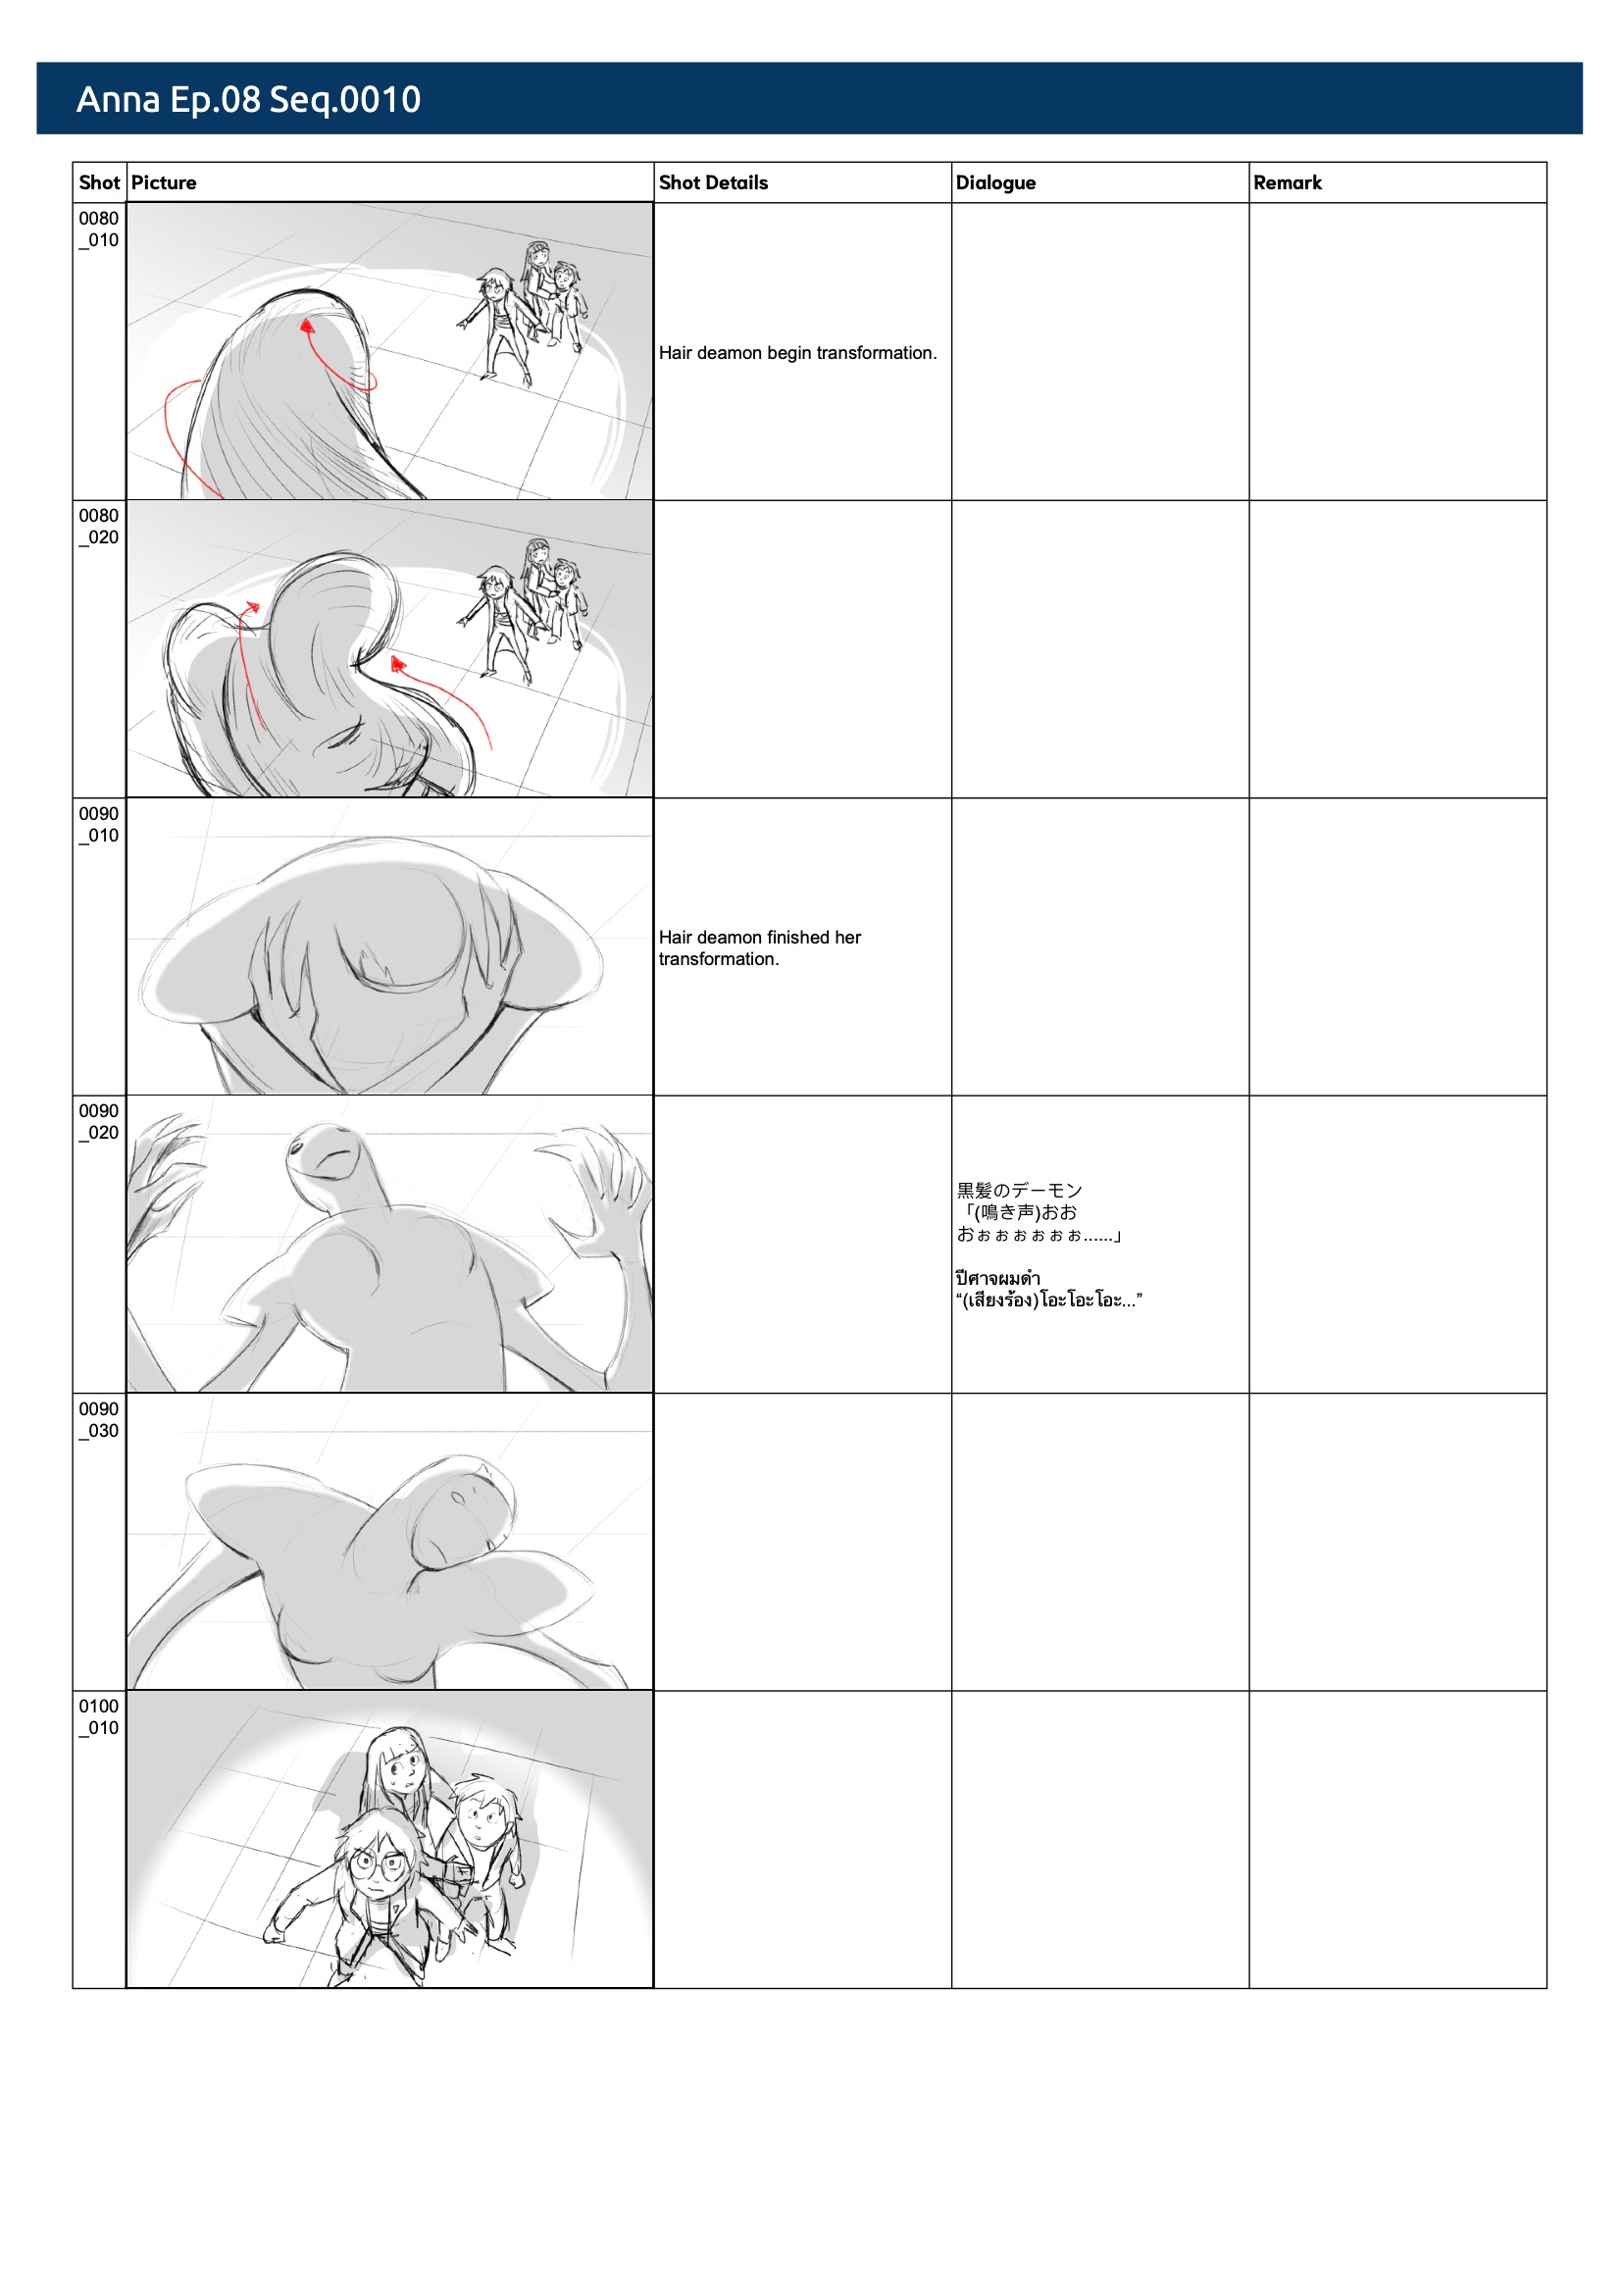 Anna Ep.08 Seq.0010
Shot Picture Shot Details Dialogue Remark
0080
_010
Hair deamon begin transformation.
0080
_020
0090
_010
Hair deamon finished her
transformation.
0090
_020
黒髪のデーモン
「(鳴き声)おお
おぉぉぉぉぉぉ......」
ปีศาจผมดำ
“(เสียงร้อง)โอะโอะโอะ...”
0090
_030
0100
_010